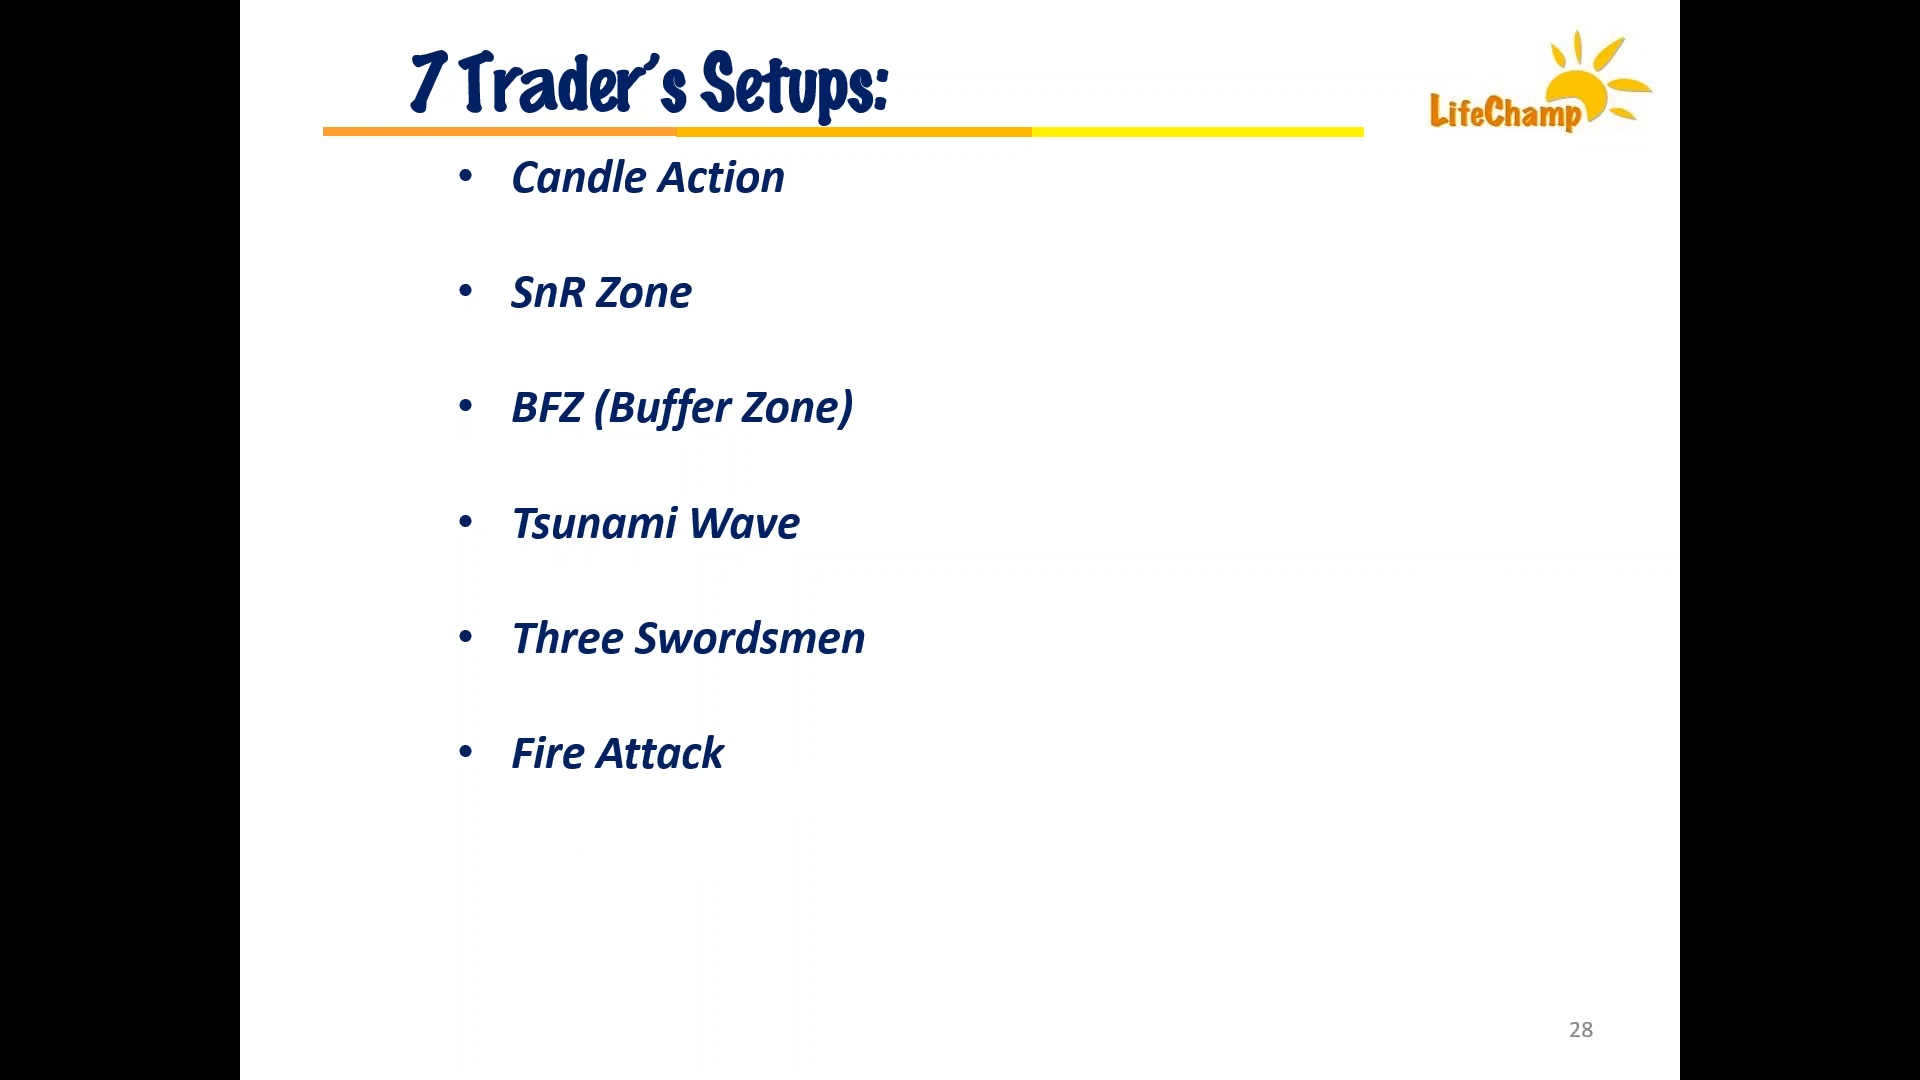 7 Trader's Setups:
LifeChamp
• Candle Action
• SnR Zone
• BFZ (Buffer Zone)
• Tsunami Wave
• Three Swordsmen
• Fire Attack
28